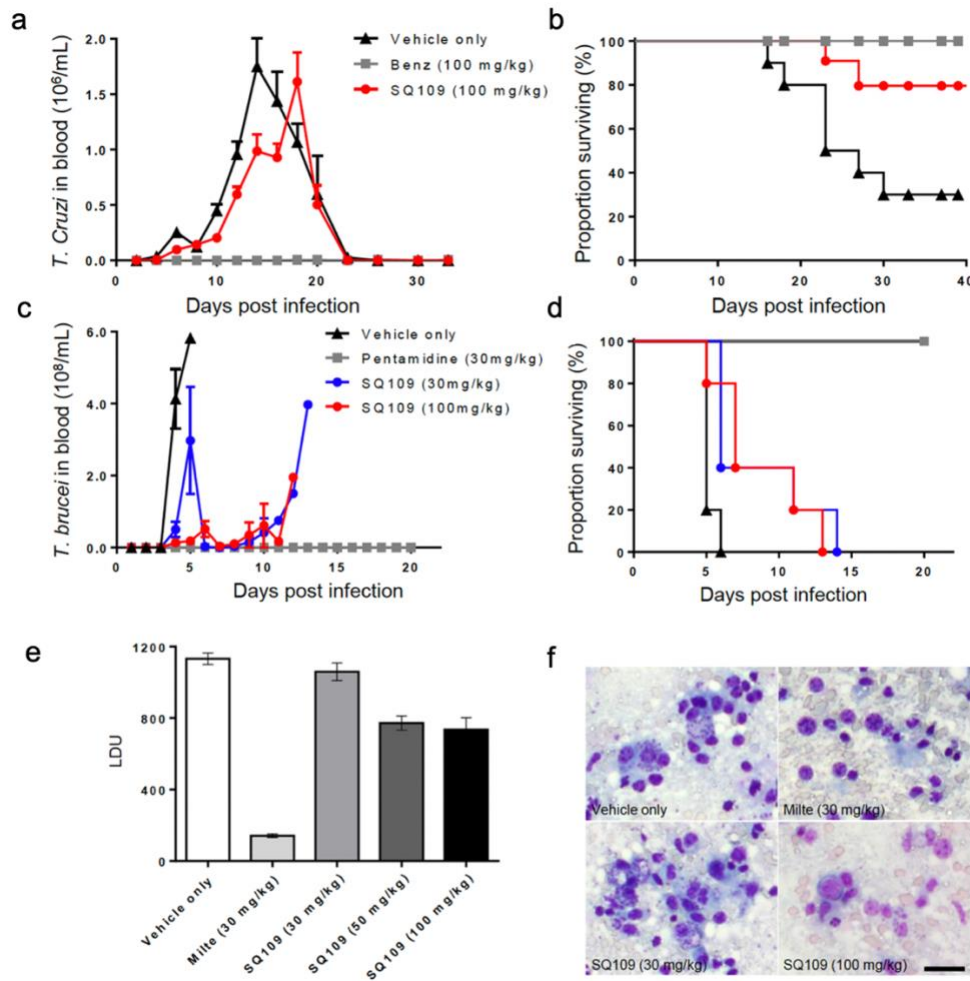 a
T. Cruzi in blood (10⁶/mL)
2.0
1.5
1.0
0.5
0.0
10
20
30
Days post infection
Vehicle only
Benz (100 mg/kg)
SQ109 (100 mg/kg)
b
Proportion surviving (%)
100
80
60
40
20
0
0
10
20
30
40
Days post infection
c
T. brucei in blood (10⁸/mL)
6.0
4.0
2.0
0.0
0
5
10
15
20
Days post infection
Vehicle only
Pentamidine (30mg/kg)
SQ109 (30mg/kg)
SQ109 (100mg/kg)
d
Proportion surviving (%)
100
80
60
40
20
0
0
5
10
15
20
Days post infection
e
LDU
1200
800
400
0
Vehicle only
Milte (30 mg/kg)
SQ109 (30 mg/kg)
SQ109 (50 mg/kg)
SQ109 (100 mg/kg)
f
Vehicle only
Milte (30 mg/kg)
SQ109 (30 mg/kg)
SQ109 (100 mg/kg)